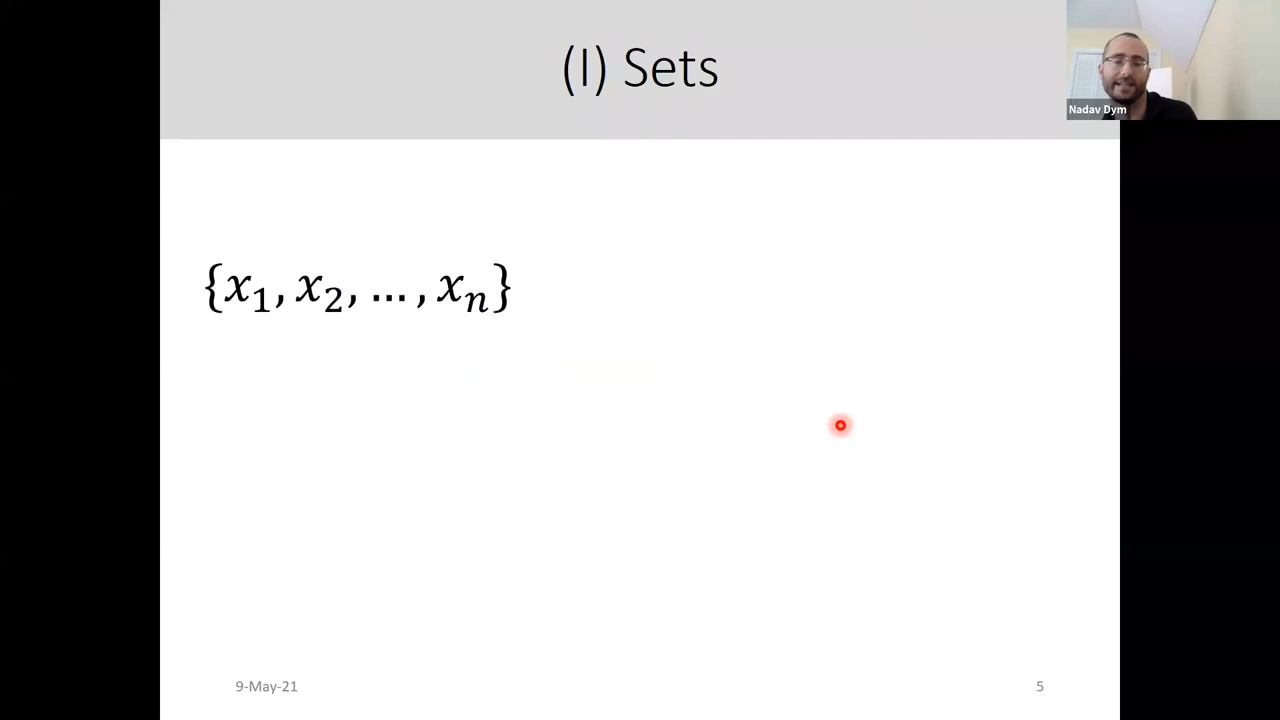 (I) Sets
Nadav Dym
{x₁, x₂, … , xₙ}
9-May-21
5